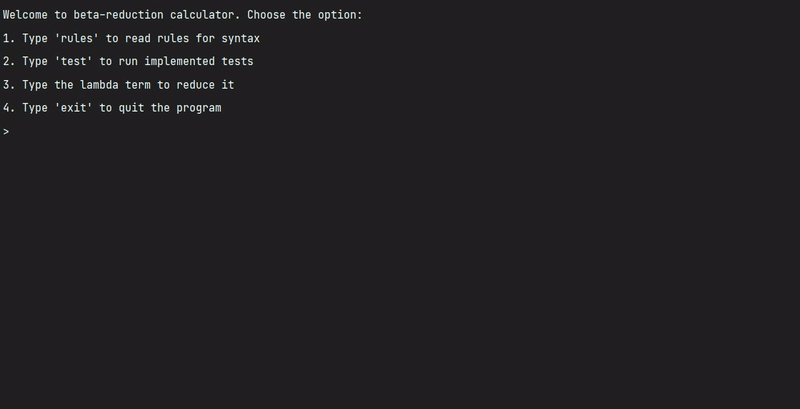 Welcome to beta-reduction calculator. Choose the option:
1. Type 'rules' to read rules for syntax
2. Type 'test' to run implemented tests
3. Type the lambda term to reduce it
4. Type 'exit' to quit the program
>